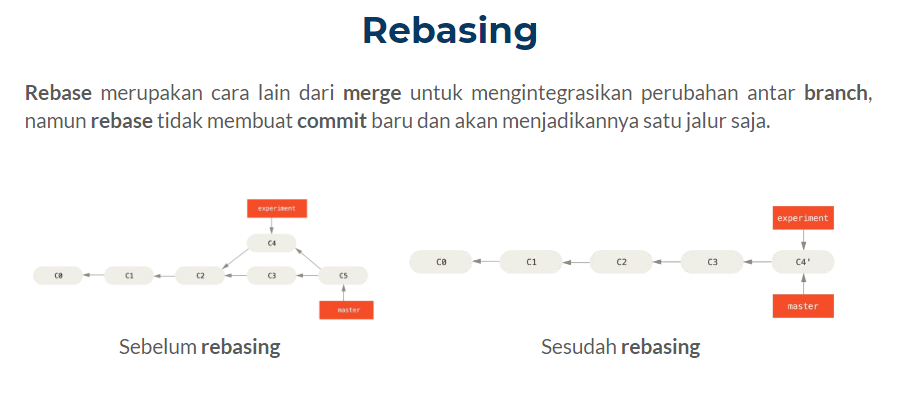 Rebasing
Rebase merupakan cara lain dari merge untuk mengintegrasikan perubahan antar branch,
namun rebase tidak membuat commit baru dan akan menjadikannya satu jalur saja.
experiment
C4
C0 C1 C2 C3 C5
master
Sebelum rebasing
experiment
C0 C1 C2 C3 C4'
master
Sesudah rebasing